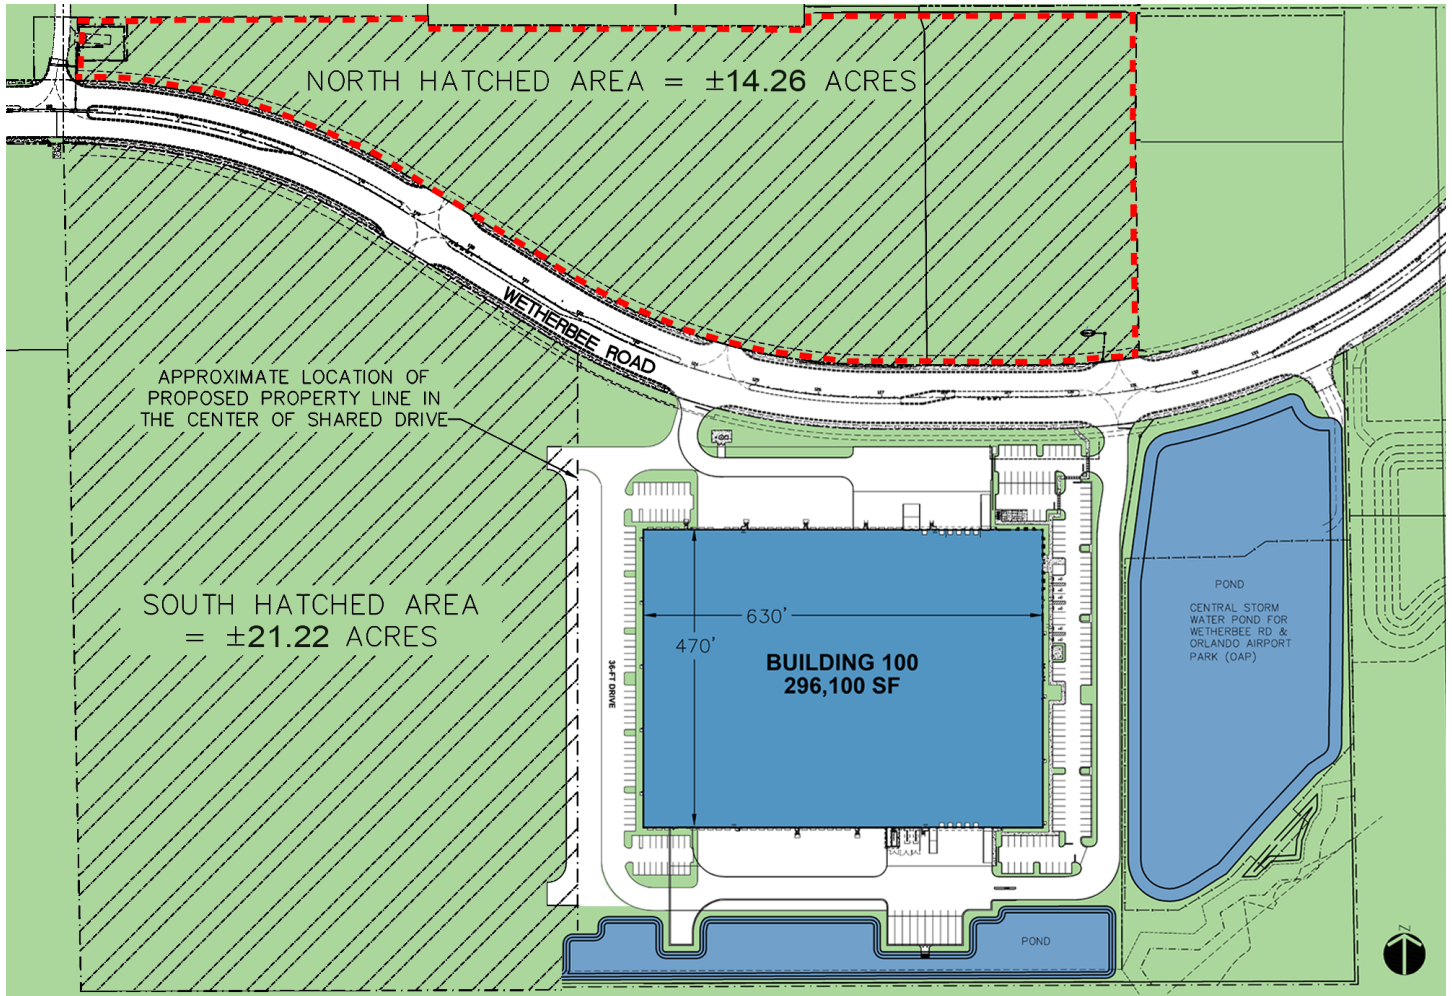 NORTH HATCHED AREA = ±14.26 ACRES
WETHERBEE ROAD
APPROXIMATE LOCATION OF
PROPOSED PROPERTY LINE IN
THE CENTER OF SHARED DRIVE
SOUTH HATCHED AREA
= ±21.22 ACRES
36-FT DRIVE
630'
470'
BUILDING 100
296,100 SF
POND
CENTRAL STORM
WATER POND FOR
WETHERBEE RD &
ORLANDO AIRPORT
PARK (OAP)
POND
N